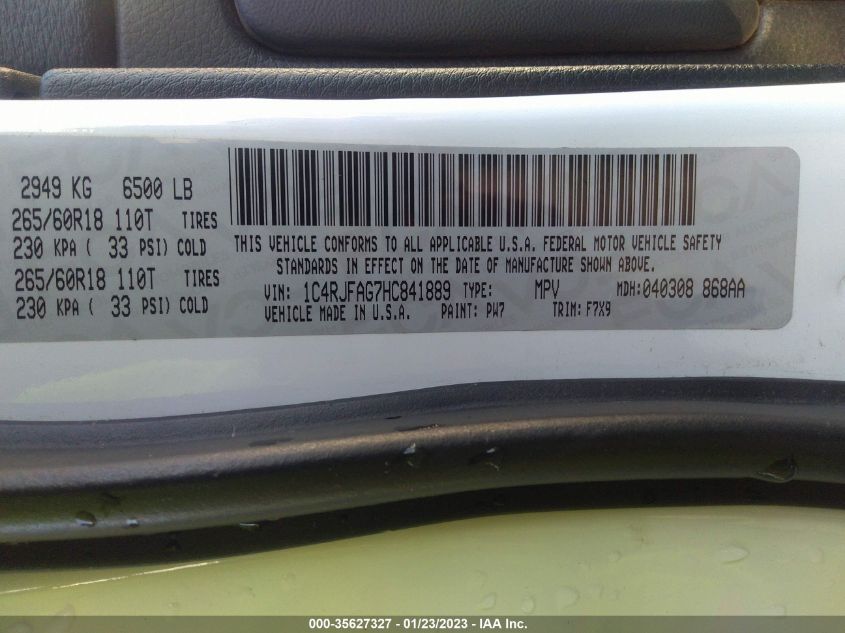 2949 KG 6500 LB
265/60R18 110T TIRES
230 KPA ( 33 PSI) COLD
265/60R18 110T TIRES
230 KPA ( 33 PSI) COLD
THIS VEHICLE CONFORMS TO ALL APPLICABLE U.S.A. FEDERAL MOTOR VEHICLE SAFETY
STANDARDS IN EFFECT ON THE DATE OF MANUFACTURE SHOWN ABOVE.
VIN: 1C4RJFAG7HC841889 TYPE: MPV MDH: 040308 868AA
VEHICLE MADE IN U.S.A. PAINT: PW7 TRIM: F7X9
000-35627327 - 01/23/2023 - IAA Inc.